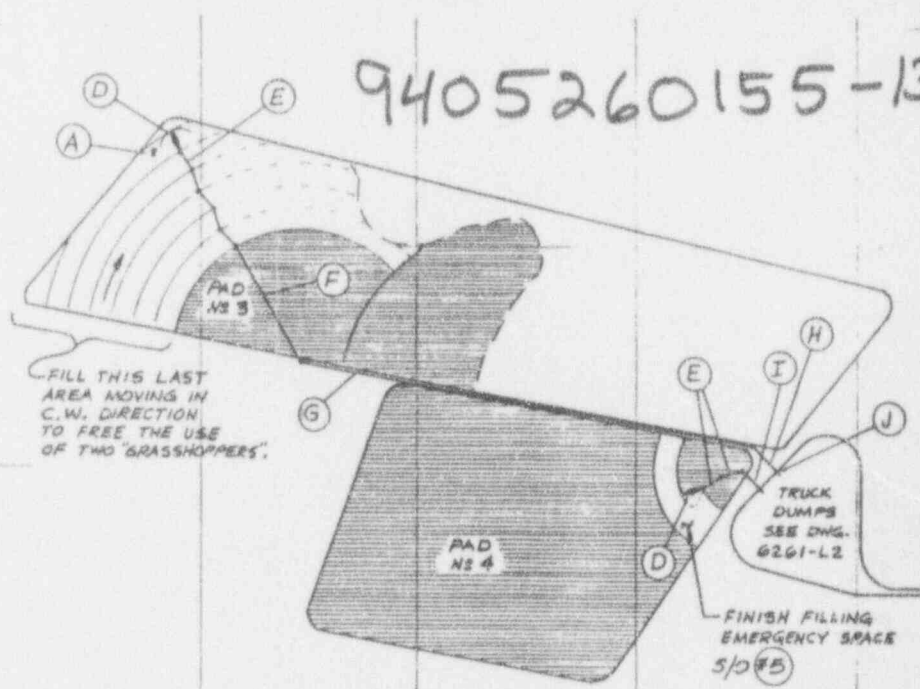 9405260155-13
D
E
A
PAD
Nº 3
F
FILL THIS LAST
AREA MOVING IN
C.W. DIRECTION
TO FREE THE USE
OF TWO "GRASSHOPPERS".
G
E
I
H
J
TRUCK
DUMPS
SEE DWG.
6261-L2
PAD
Nº 4
D
FINISH FILLING
EMERGENCY SPACE
S/D #5